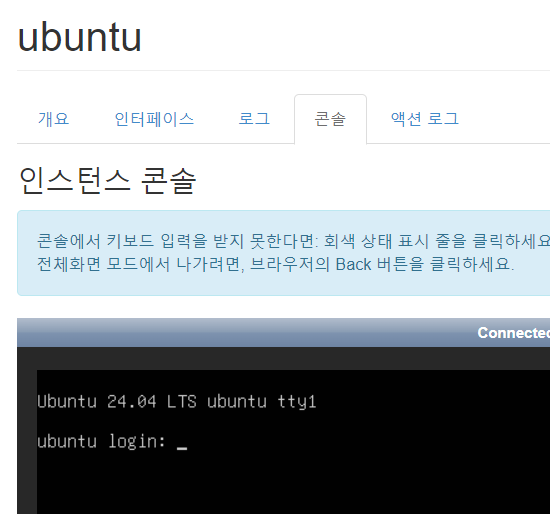 ubuntu
개요 인터페이스 로그 콘솔 액션 로그
인스턴스 콘솔
콘솔에서 키보드 입력을 받지 못한다면: 회색 상태 표시 줄을 클릭하세요
전체화면 모드에서 나가려면, 브라우저의 Back 버튼을 클릭하세요.
Connected
Ubuntu 24.04 LTS ubuntu tty1
ubuntu login: _